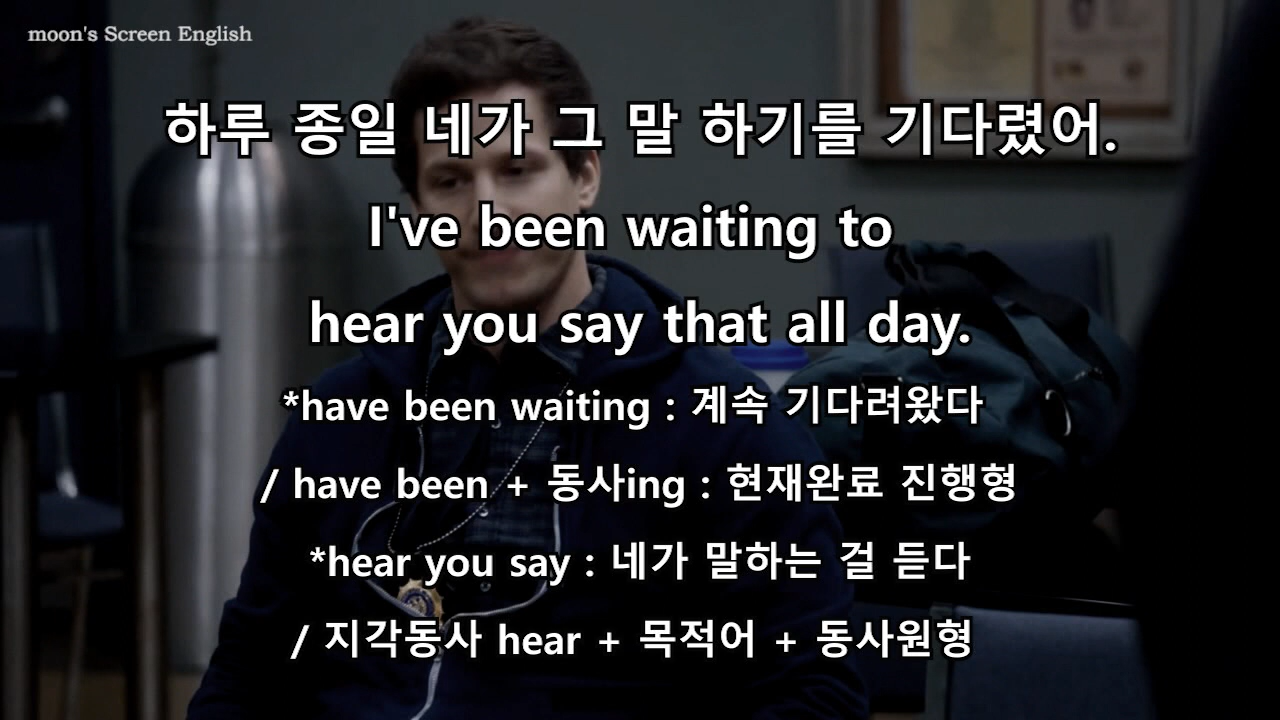 moon's Screen English
하루 종일 네가 그 말 하기를 기다렸어.
I've been waiting to
hear you say that all day.
*have been waiting : 계속 기다려왔다
/ have been + 동사ing : 현재완료 진행형
*hear you say : 네가 말하는 걸 듣다
/ 지각동사 hear + 목적어 + 동사원형